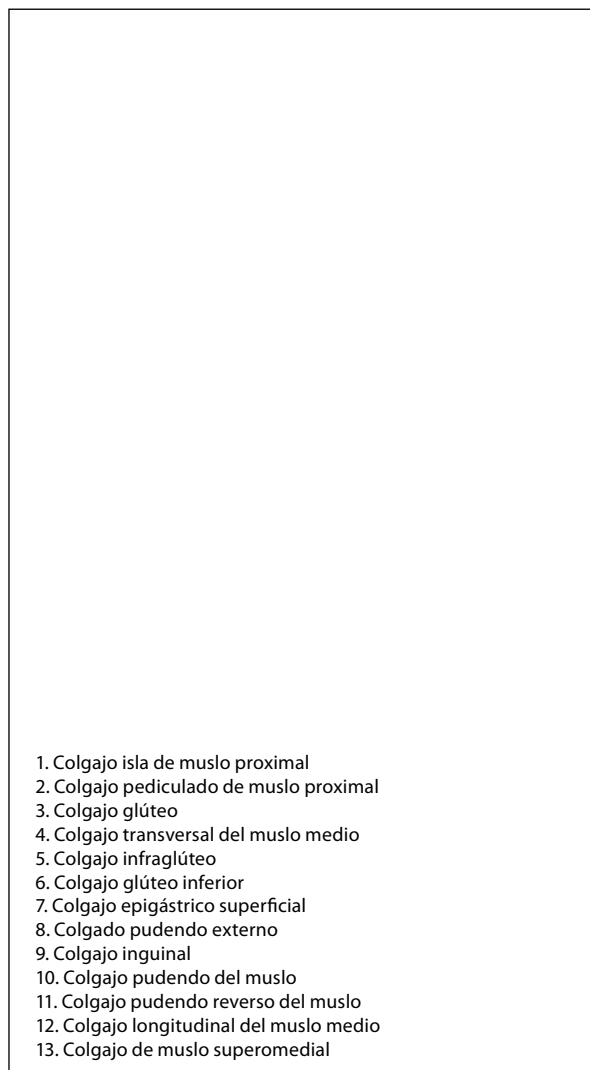 1. Colgajo isla de muslo proximal
2. Colgajo pediculado de muslo proximal
3. Colgajo glúteo
4. Colgajo transversal del muslo medio
5. Colgajo infraglúteo
6. Colgajo glúteo inferior
7. Colgajo epigástrico superficial
8. Colgado pudendo externo
9. Colgajo inguinal
10. Colgajo pudendo del muslo
11. Colgajo pudendo reverso del muslo
12. Colgajo longitudinal del muslo medio
13. Colgajo de muslo superomedial